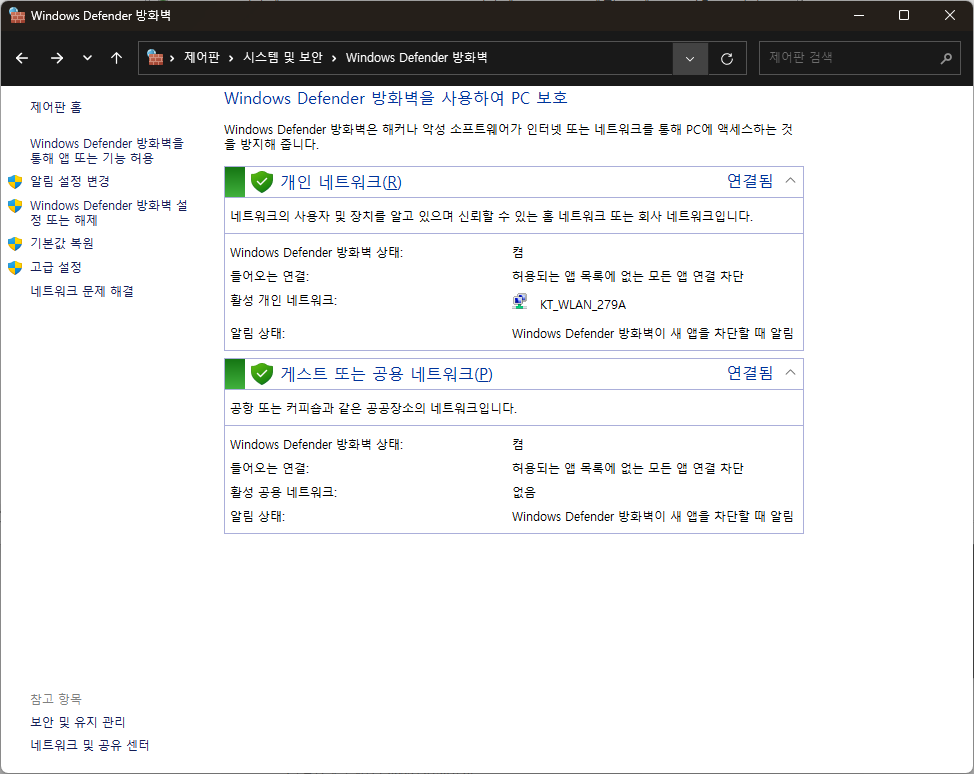 Windows Defender 방화벽
제어판 › 시스템 및 보안 › Windows Defender 방화벽
제어판 검색
제어판 홈
Windows Defender 방화벽을
통해 앱 또는 기능 허용
알림 설정 변경
Windows Defender 방화벽 설
정 또는 해제
기본값 복원
고급 설정
네트워크 문제 해결
Windows Defender 방화벽을 사용하여 PC 보호
Windows Defender 방화벽은 해커나 악성 소프트웨어가 인터넷 또는 네트워크를 통해 PC에 액세스하는 것
을 방지해 줍니다.
개인 네트워크(R) 연결됨
네트워크의 사용자 및 장치를 알고 있으며 신뢰할 수 있는 홈 네트워크 또는 회사 네트워크입니다.
Windows Defender 방화벽 상태: 켬
들어오는 연결: 허용되는 앱 목록에 없는 모든 앱 연결 차단
활성 개인 네트워크: KT_WLAN_279A
알림 상태: Windows Defender 방화벽이 새 앱을 차단할 때 알림
게스트 또는 공용 네트워크(P) 연결됨
공항 또는 커피숍과 같은 공공장소의 네트워크입니다.
Windows Defender 방화벽 상태: 켬
들어오는 연결: 허용되는 앱 목록에 없는 모든 앱 연결 차단
활성 공용 네트워크: 없음
알림 상태: Windows Defender 방화벽이 새 앱을 차단할 때 알림
참고 항목
보안 및 유지 관리
네트워크 및 공유 센터